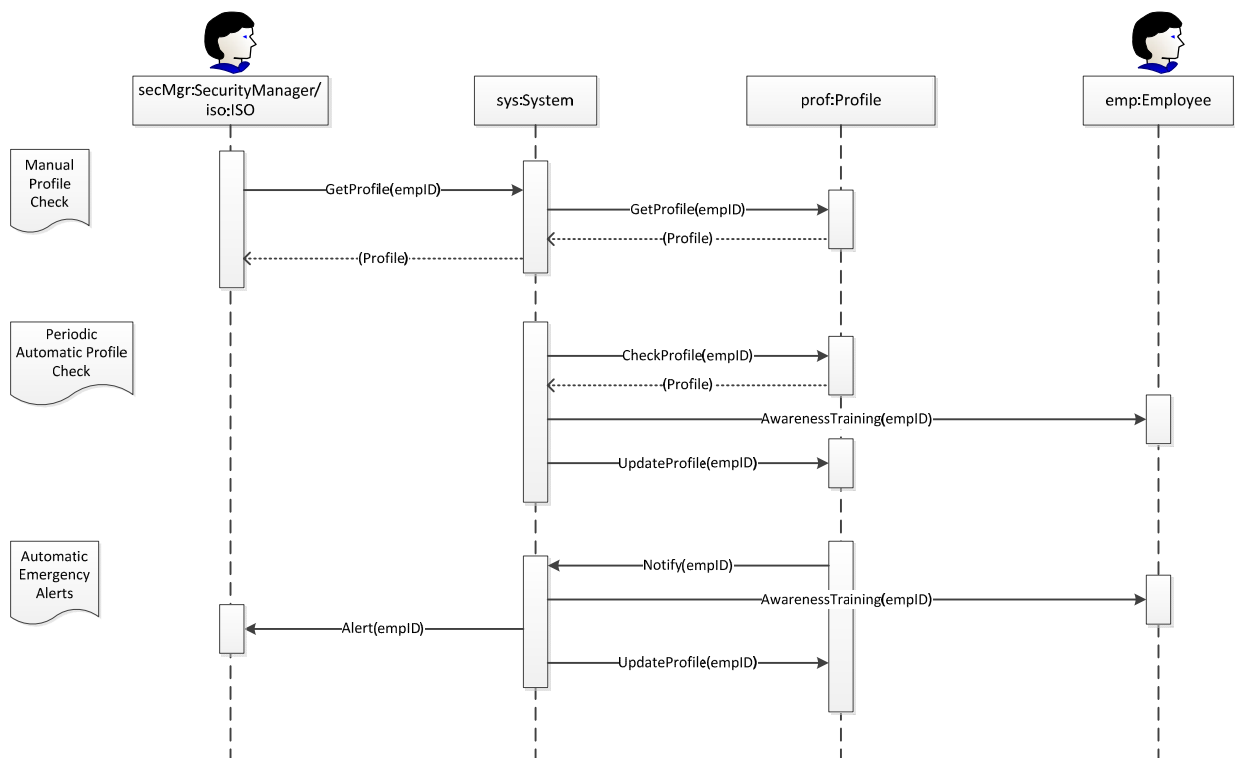 secMgr:SecurityManager/
iso:ISO
sys:System
prof:Profile
emp:Employee
Manual
Profile
Check
GetProfile(empID)
GetProfile(empID)
(Profile)
(Profile)
Periodic
Automatic Profile
Check
CheckProfile(empID)
(Profile)
AwarenessTraining(empID)
UpdateProfile(empID)
Automatic
Emergency
Alerts
Notify(empID)
AwarenessTraining(empID)
Alert(empID)
UpdateProfile(empID)